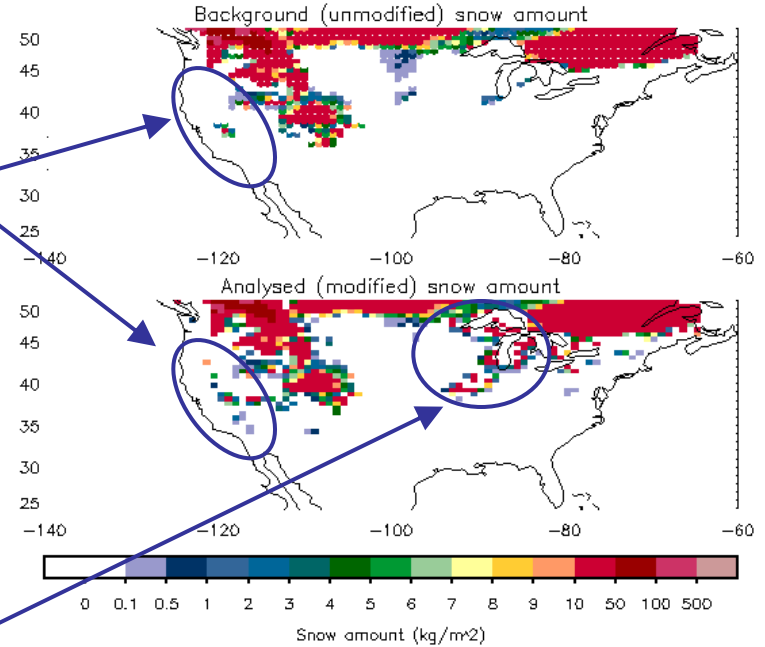 Background (unmodified) snow amount
50
45
40
35
30
25
−140 −120 −100 −80 −60
Analysed (modified) snow amount
50
45
40
35
30
25
−140 −120 −100 −80 −60
0 0.1 0.5 1 2 3 4 5 6 7 8 9 10 50 100 500
Snow amount (kg/m^2)